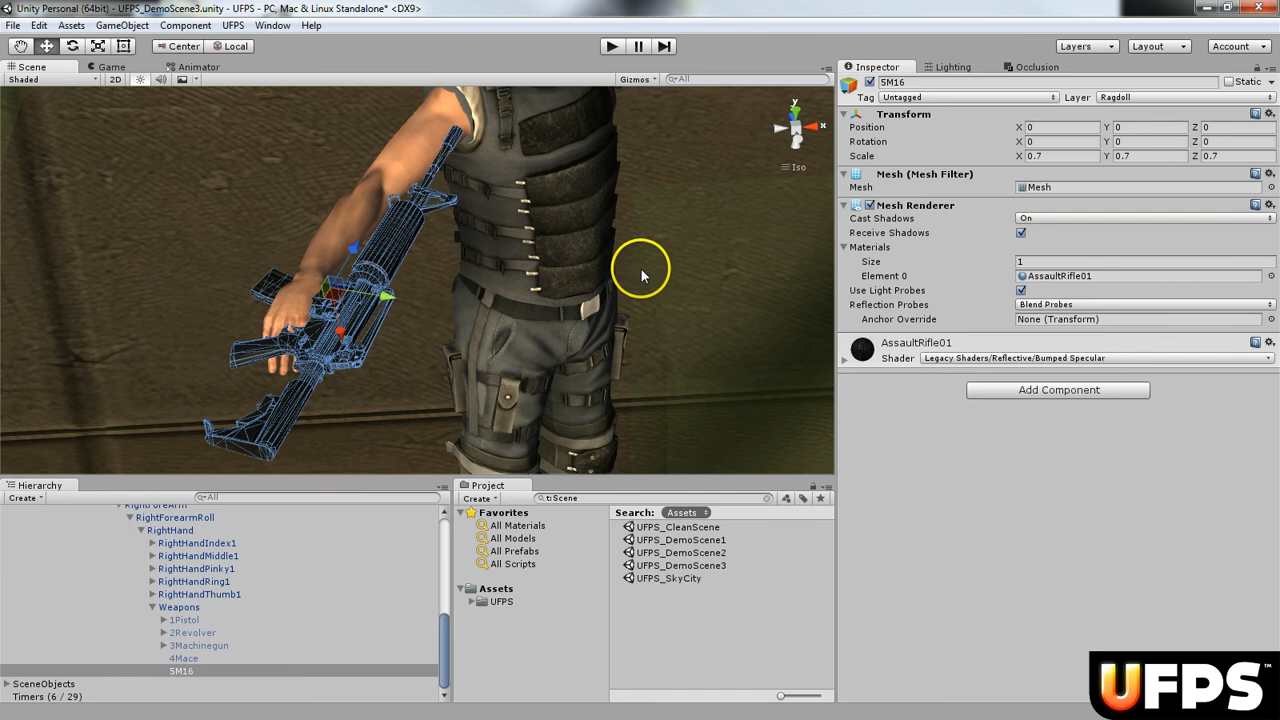 Unity Personal (64bit) - UFPS_DemoScene3.unity - UFPS - PC, Mac & Linux Standalone* <DX9>
File Edit Assets GameObject Component UFPS Window Help
Center Local Layers Layout Account
Scene Game Animator
Shaded 2D Gizmos All
y
x
Iso
Inspector Lighting Occlusion
5M16 Static
Tag Untagged Layer Ragdoll
Transform
Position X 0 Y 0 Z 0
Rotation X 0 Y 0 Z 0
Scale X 0.7 Y 0.7 Z 0.7
Mesh (Mesh Filter)
Mesh Mesh
Mesh Renderer
Cast Shadows On
Receive Shadows
Materials
Size 1
Element 0 AssaultRifle01
Use Light Probes
Reflection Probes Blend Probes
Anchor Override None (Transform)
AssaultRifle01
Shader Legacy Shaders/Reflective/Bumped Specular
Add Component
Hierarchy
Create All
RightForeArm
RightForearmRoll
RightHand
RightHandIndex1
RightHandMiddle1
RightHandPinky1
RightHandRing1
RightHandThumb1
Weapons
1Pistol
2Revolver
3Machinegun
4Mace
5M16
SceneObjects
Timers (6 / 29)
Project
Create t:Scene
Favorites
All Materials
All Models
All Prefabs
All Scripts
Assets
UFPS
Search: Assets
UFPS_CleanScene
UFPS_DemoScene1
UFPS_DemoScene2
UFPS_DemoScene3
UFPS_SkyCity
UFPS™